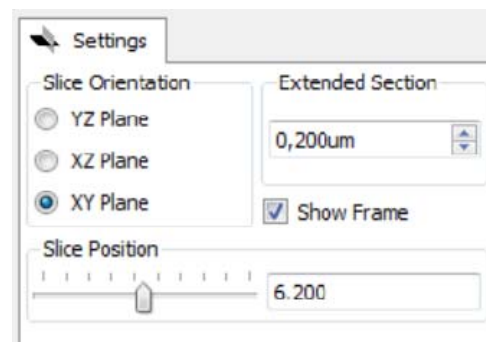 Settings
Slice Orientation
YZ Plane
XZ Plane
XY Plane
Extended Section
0,200um
Show Frame
Slice Position
6.200